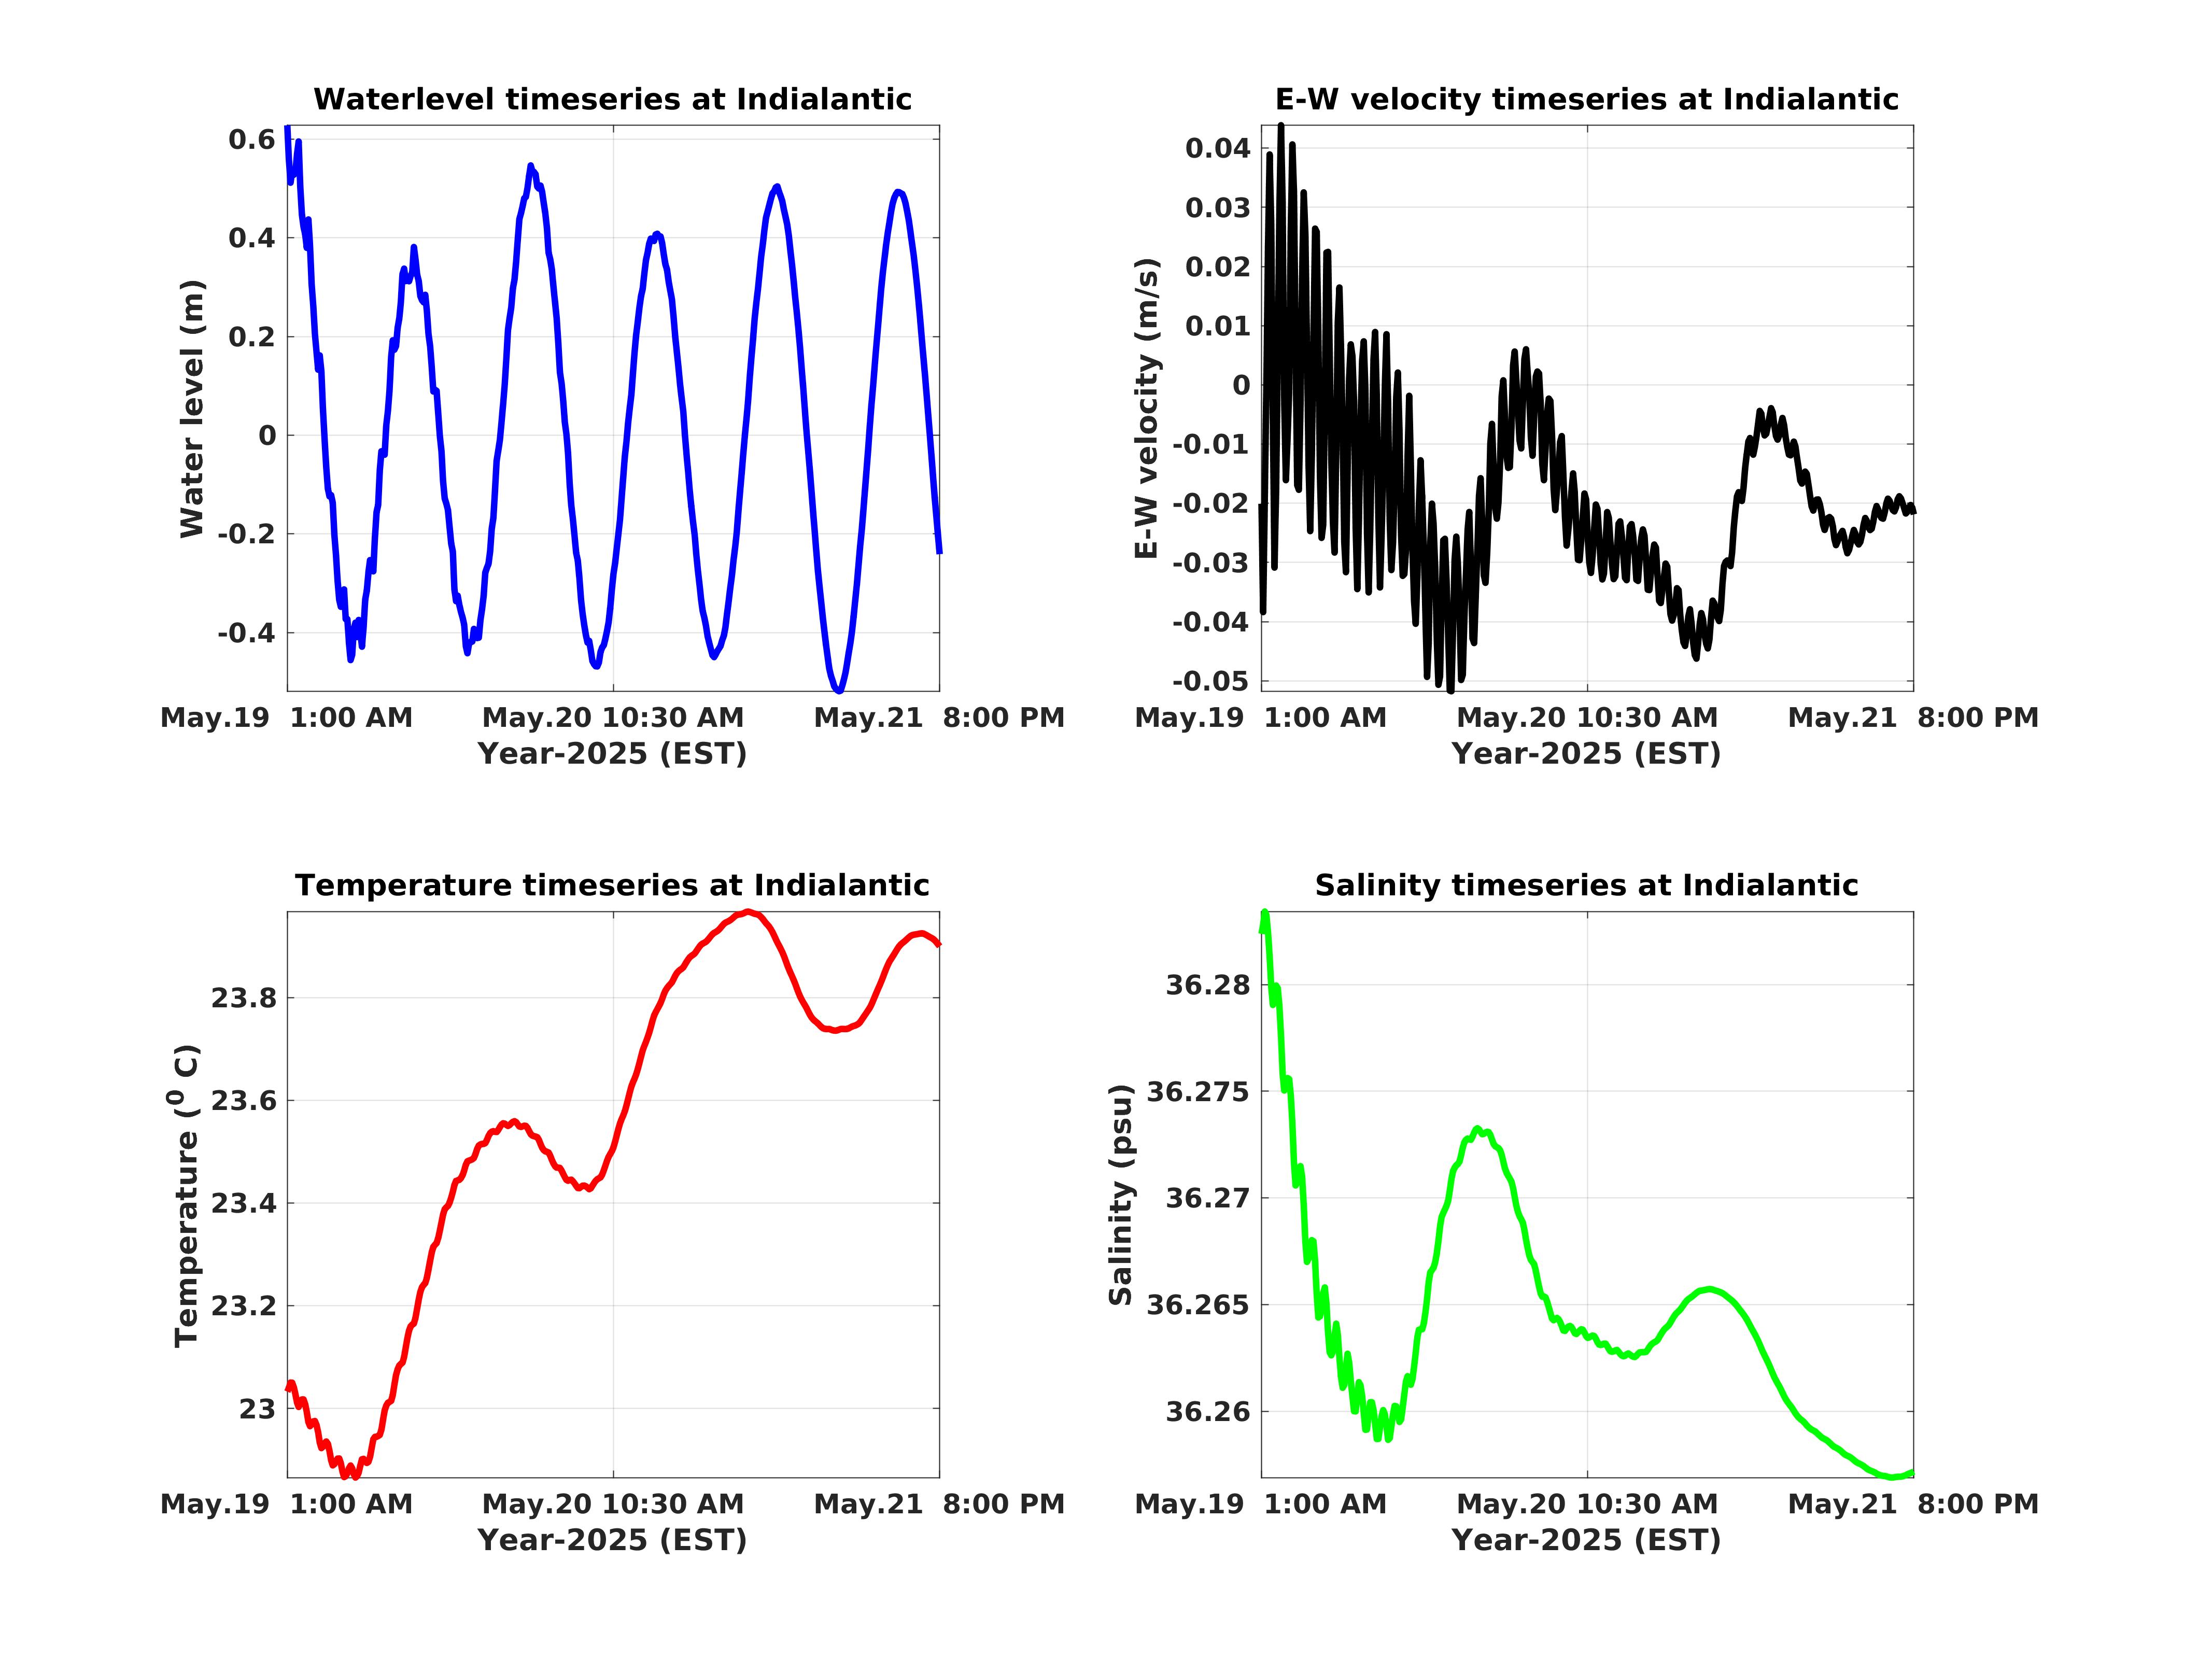 Waterlevel timeseries at Indialantic
0.6
0.4
0.2
0
-0.2
-0.4
Water level (m)
May.19 1:00 AM
May.20 10:30 AM
May.21 8:00 PM
Year-2025 (EST)
E-W velocity timeseries at Indialantic
0.04
0.03
0.02
0.01
0
-0.01
-0.02
-0.03
-0.04
-0.05
E-W velocity (m/s)
May.19 1:00 AM
May.20 10:30 AM
May.21 8:00 PM
Year-2025 (EST)
Temperature timeseries at Indialantic
23.8
23.6
23.4
23.2
23
Temperature (⁰ C)
May.19 1:00 AM
May.20 10:30 AM
May.21 8:00 PM
Year-2025 (EST)
Salinity timeseries at Indialantic
36.28
36.275
36.27
36.265
36.26
Salinity (psu)
May.19 1:00 AM
May.20 10:30 AM
May.21 8:00 PM
Year-2025 (EST)